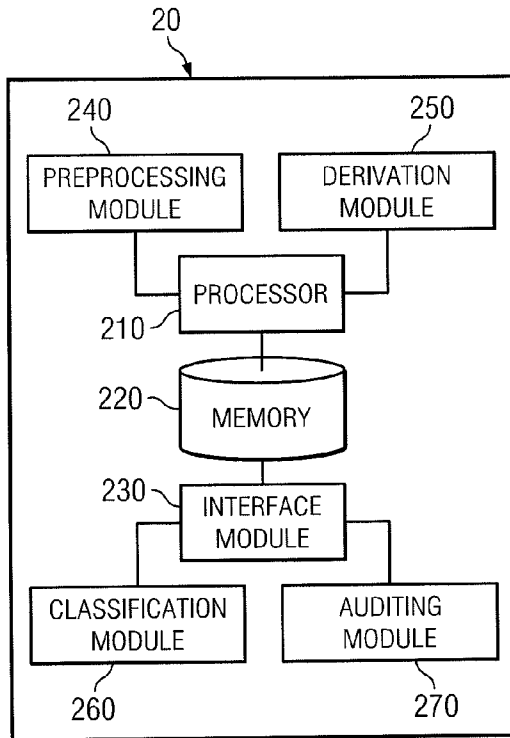 20
240
250
PREPROCESSING
MODULE
DERIVATION
MODULE
PROCESSOR
210
220
MEMORY
230
INTERFACE
MODULE
CLASSIFICATION
MODULE
AUDITING
MODULE
260
270